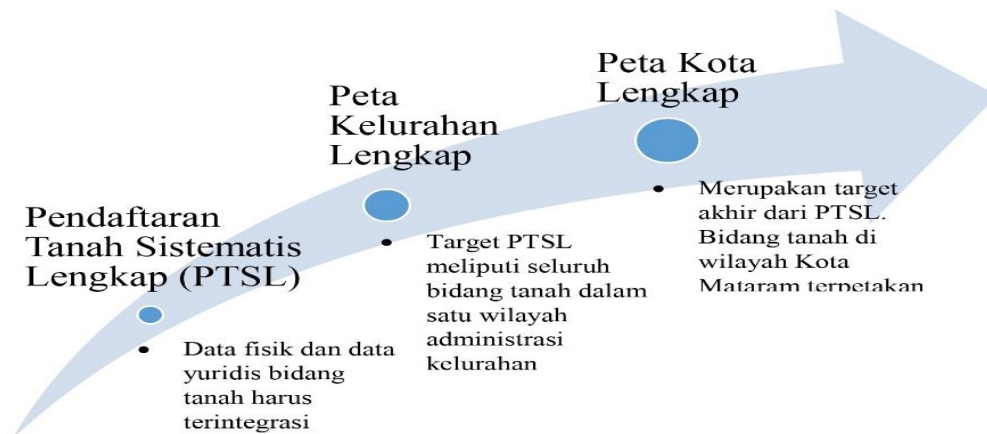 Pendaftaran
Tanah Sistematis
Lengkap (PTSL)
• Data fisik dan data
yuridis bidang
tanah harus
terintegrasi
Peta
Kelurahan
Lengkap
• Target PTSL
meliputi seluruh
bidang tanah dalam
satu wilayah
administrasi
kelurahan
Peta Kota
Lengkap
• Merupakan target
akhir dari PTSL.
Bidang tanah di
wilayah Kota
Mataram terpetakan